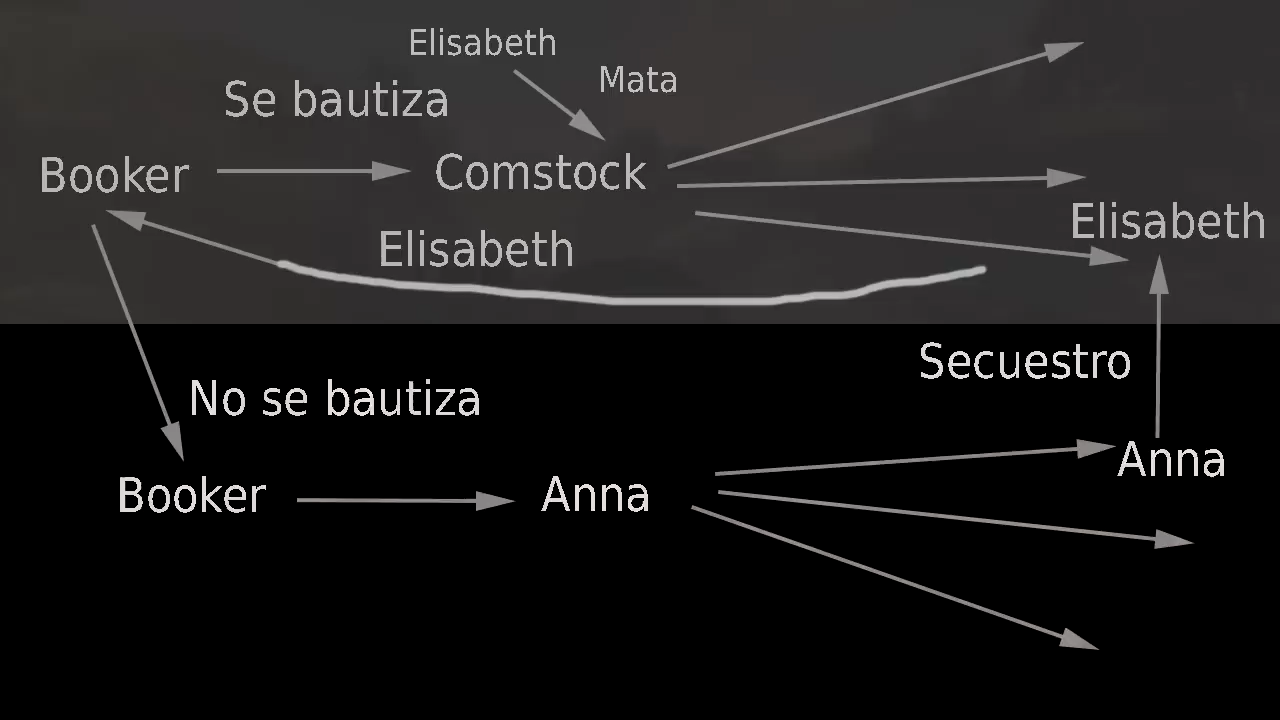 Elisabeth
Mata
Se bautiza
Booker
Comstock
Elisabeth
Elisabeth
Secuestro
No se bautiza
Anna
Booker
Anna